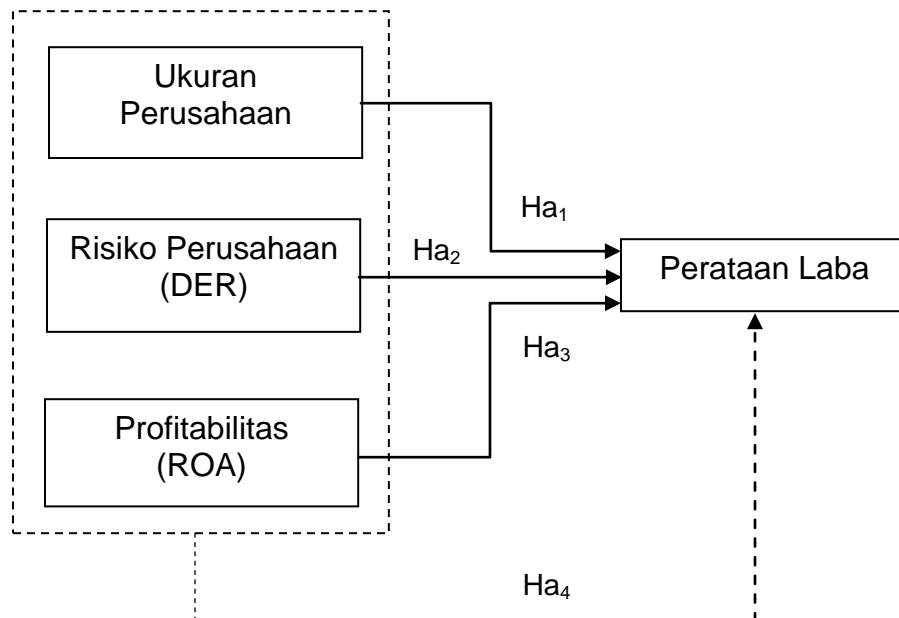 Ukuran
Perusahaan
Ha₁
Risiko Perusahaan
(DER)
Ha₂
Perataan Laba
Ha₃
Profitabilitas
(ROA)
Ha₄